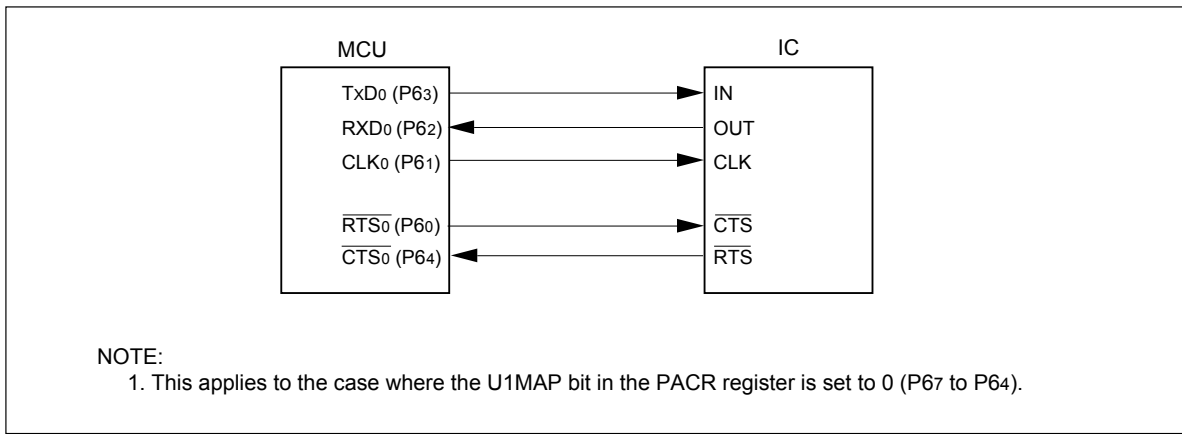 MCU
IC
TxD0 (P63)
IN
RXD0 (P62)
OUT
CLK0 (P61)
CLK
RTS0 (P60)
CTS
CTS0 (P64)
RTS
NOTE:
1. This applies to the case where the U1MAP bit in the PACR register is set to 0 (P67 to P64).